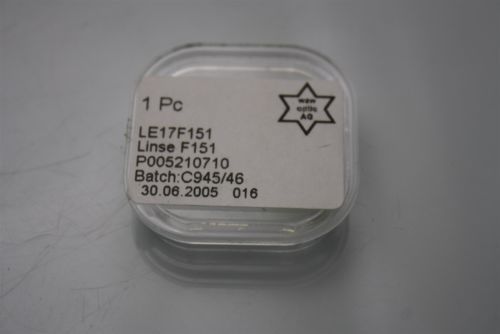 1 Pc
wzw
optic
AG
LE17F151
Linse F151
P005210710
Batch:C945/46
30.06.2005 016